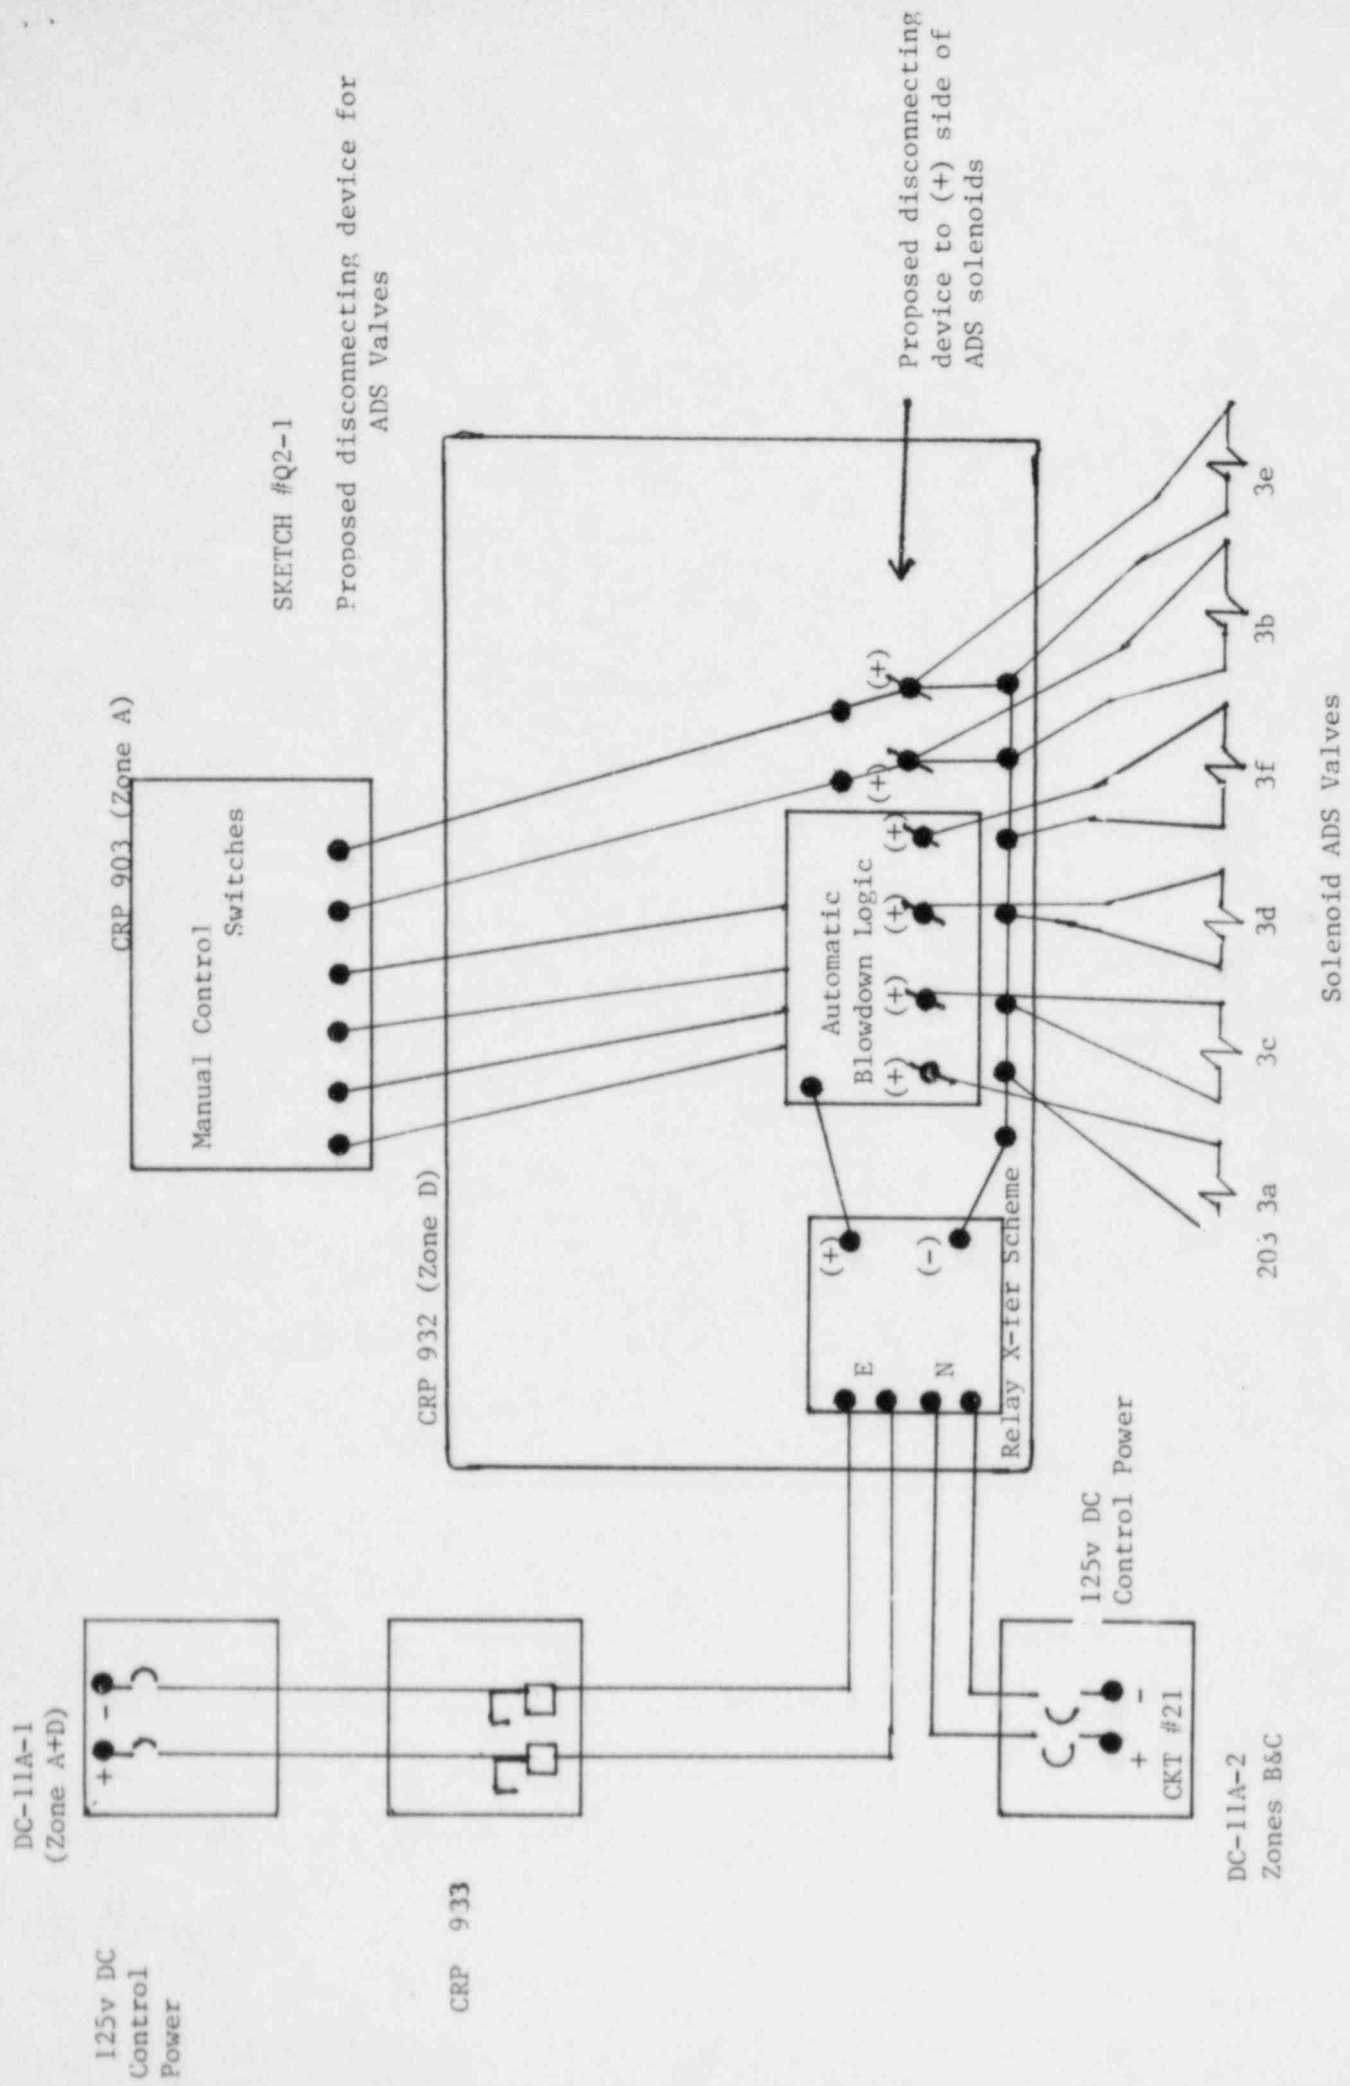 SKETCH #Q2-1
Proposed disconnecting device for
ADS Valves
DC-11A-1
(Zone A+D)
125v DC
Control
Power
+ -
CRP 933
CRP 903 (Zone A)
Manual Control
Switches
CRP 932 (Zone D)
E
N
(+)
(-)
Relay X-fer Scheme
Automatic
Blowdown Logic
(+) (+) (+) (+) (+) (+)
Proposed disconnecting
device to (+) side of
ADS solenoids
125v DC
Control Power
+ -
CKT #21
DC-11A-2
Zones B&C
203 3a 3c 3d 3f 3b 3e
Solenoid ADS Valves